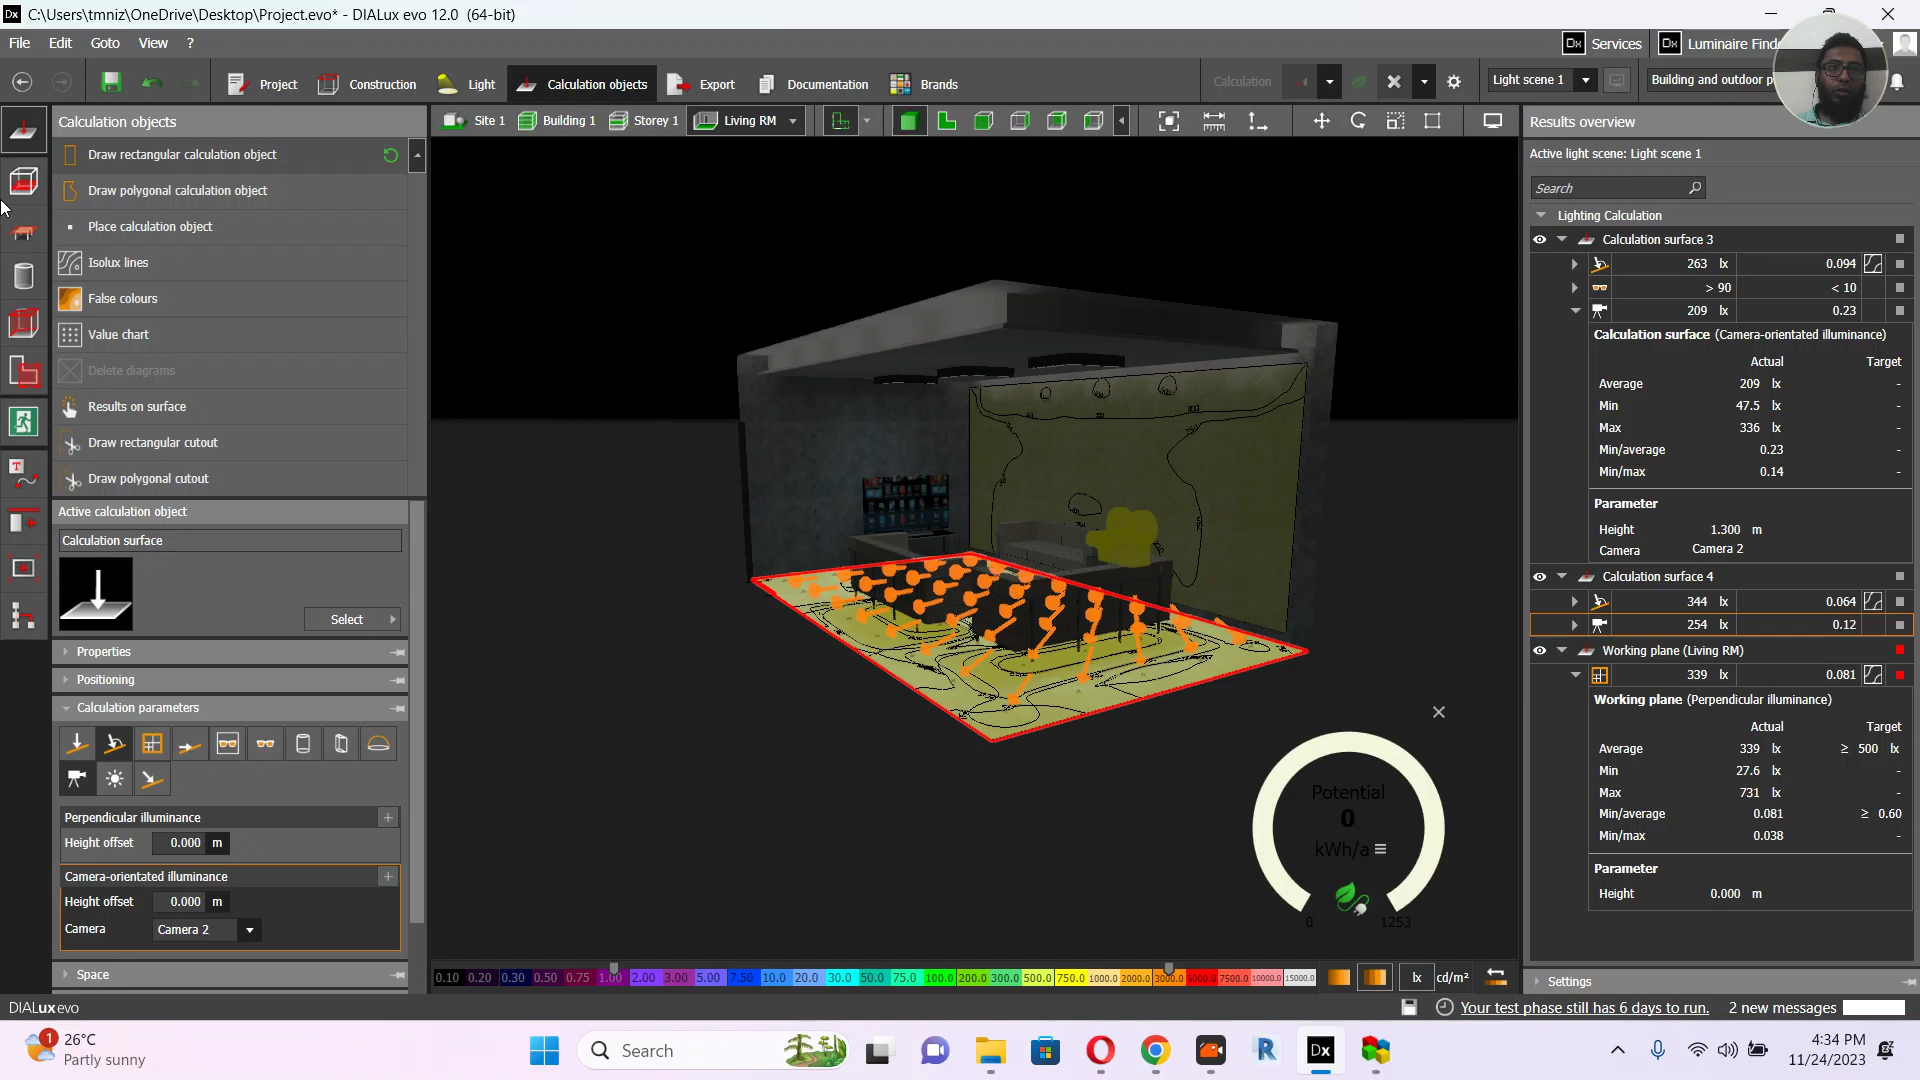 C:\Users\tmniz\OneDrive\Desktop\Project.evo* - DIALux evo 12.0 (64-bit)
File Edit Goto View ?
Services Luminaire Finde
Project Construction Light Calculation objects Export Documentation Brands
Calculation Light scene 1 Building and outdoor p
Calculation objects
Site 1 Building 1 Storey 1 Living RM
Draw rectangular calculation object
Draw polygonal calculation object
Place calculation object
Isolux lines
False colours
Value chart
Delete diagrams
Results on surface
Draw rectangular cutout
Draw polygonal cutout
Active calculation object
Calculation surface
Select
Properties
Positioning
Calculation parameters
Perpendicular illuminance
Height offset 0.000 m
Camera-orientated illuminance
Height offset 0.000 m
Camera Camera 2
Space
Potential
0
kWh/a
0 1253
0.10 0.20 0.30 0.50 0.75 1.00 2.00 3.00 5.00 7.50 10.0 20.0 30.0 50.0 75.0 100.0 200.0 300.0 500.0 750.0 1000.0 2000.0 3000.0 5000.0 7500.0 10000.0 15000.0 lx cd/m²
Results overview
Active light scene: Light scene 1
Search
Lighting Calculation
Calculation surface 3
263 lx 0.094
> 90 < 10
209 lx 0.23
Calculation surface (Camera-orientated illuminance)
Actual Target
Average 209 lx -
Min 47.5 lx -
Max 336 lx -
Min/average 0.23 -
Min/max 0.14 -
Parameter
Height 1.300 m
Camera Camera 2
Calculation surface 4
344 lx 0.064
254 lx 0.12
Working plane (Living RM)
339 lx 0.081
Working plane (Perpendicular illuminance)
Actual Target
Average 339 lx ≥ 500 lx
Min 27.6 lx -
Max 731 lx -
Min/average 0.081 ≥ 0.60
Min/max 0.038 -
Parameter
Height 0.000 m
Settings
DIALux evo
Your test phase still has 6 days to run. 2 new messages
1
26°C
Partly sunny
Search
4:34 PM
11/24/2023